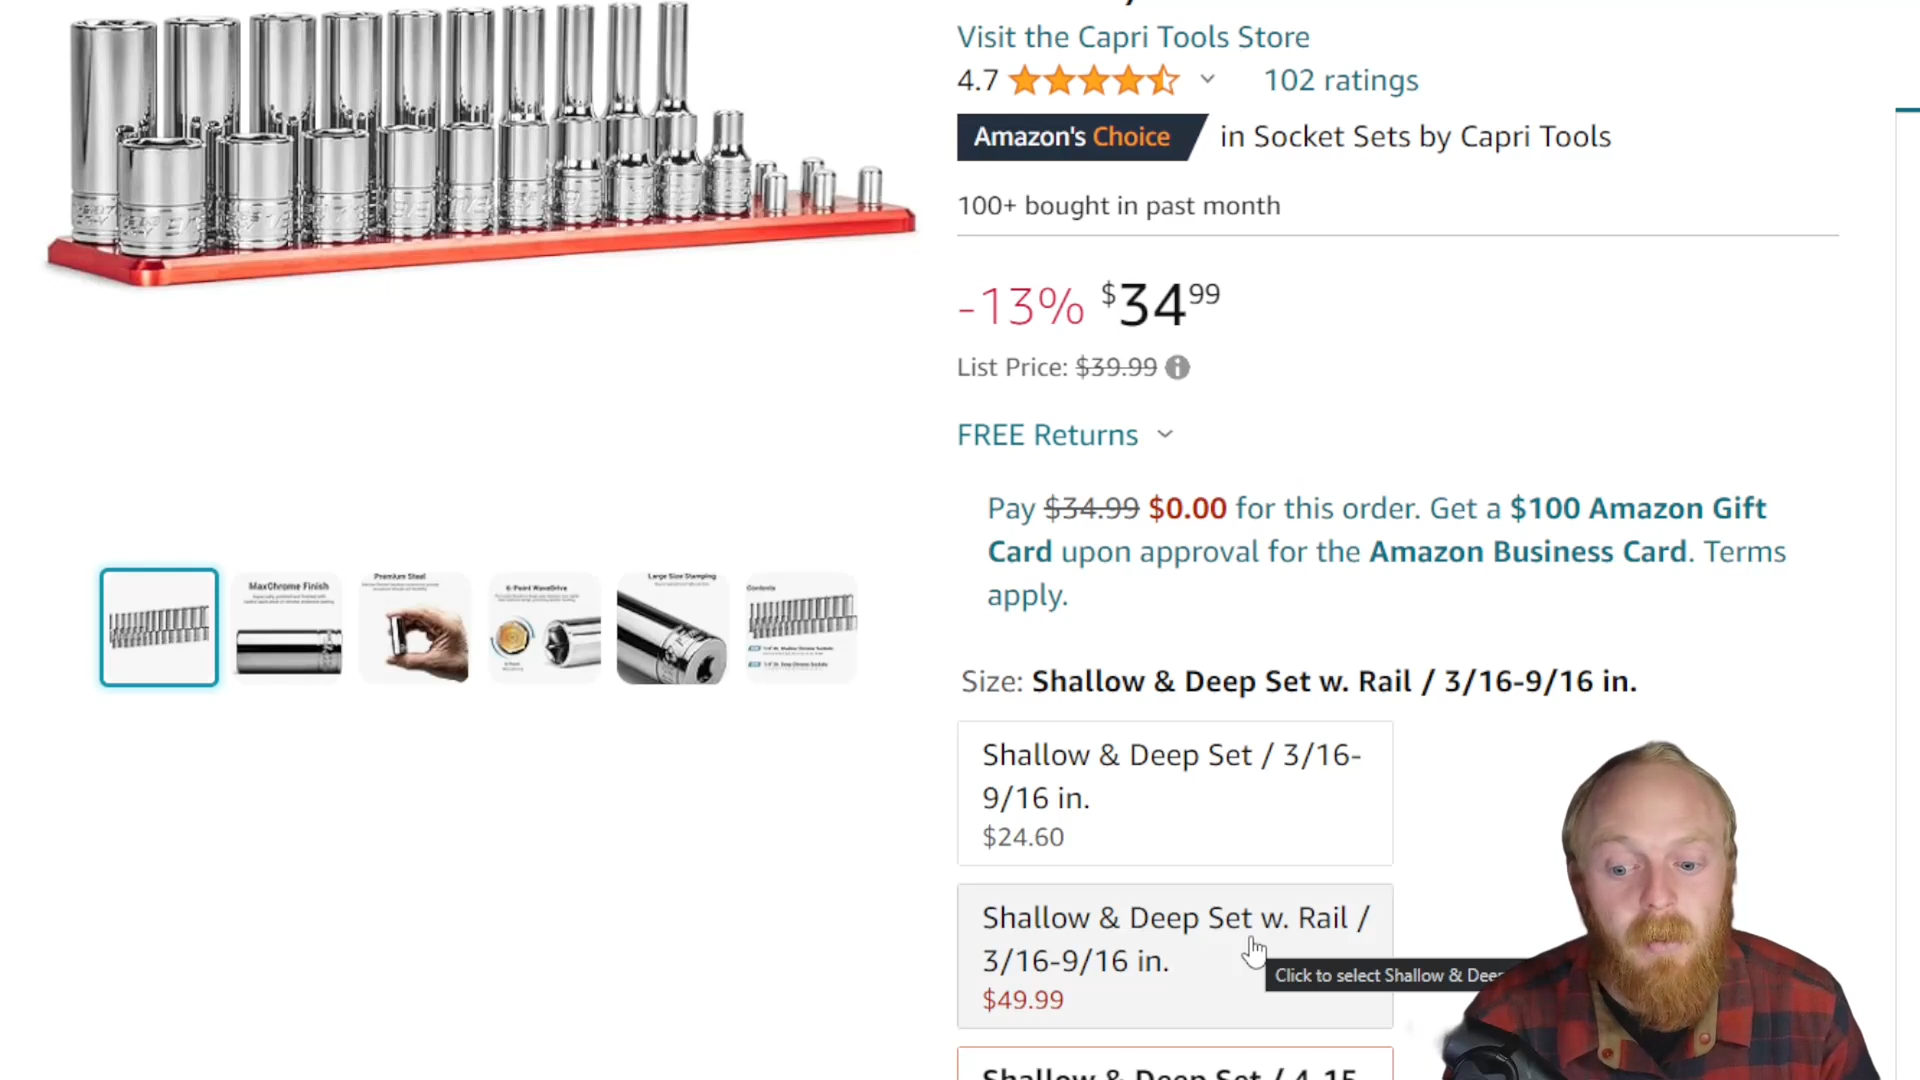 Visit the Capri Tools Store
4.7
102 ratings
Amazon's Choice
in Socket Sets by Capri Tools
100+ bought in past month
-13% $34 99
List Price: $39.99
FREE Returns
Pay $34.99 $0.00 for this order. Get a $100 Amazon Gift
Card upon approval for the Amazon Business Card. Terms
apply.
MaxChrome Finish
Premium Steel
6-Point WaveDrive
Large Size Stamping
Contents
Size: Shallow & Deep Set w. Rail / 3/16-9/16 in.
Shallow & Deep Set / 3/16-
9/16 in.
$24.60
Shallow & Deep Set w. Rail /
3/16-9/16 in.
$49.99
Click to select Shallow & Deep
Shallow & Deep Set / 4-15